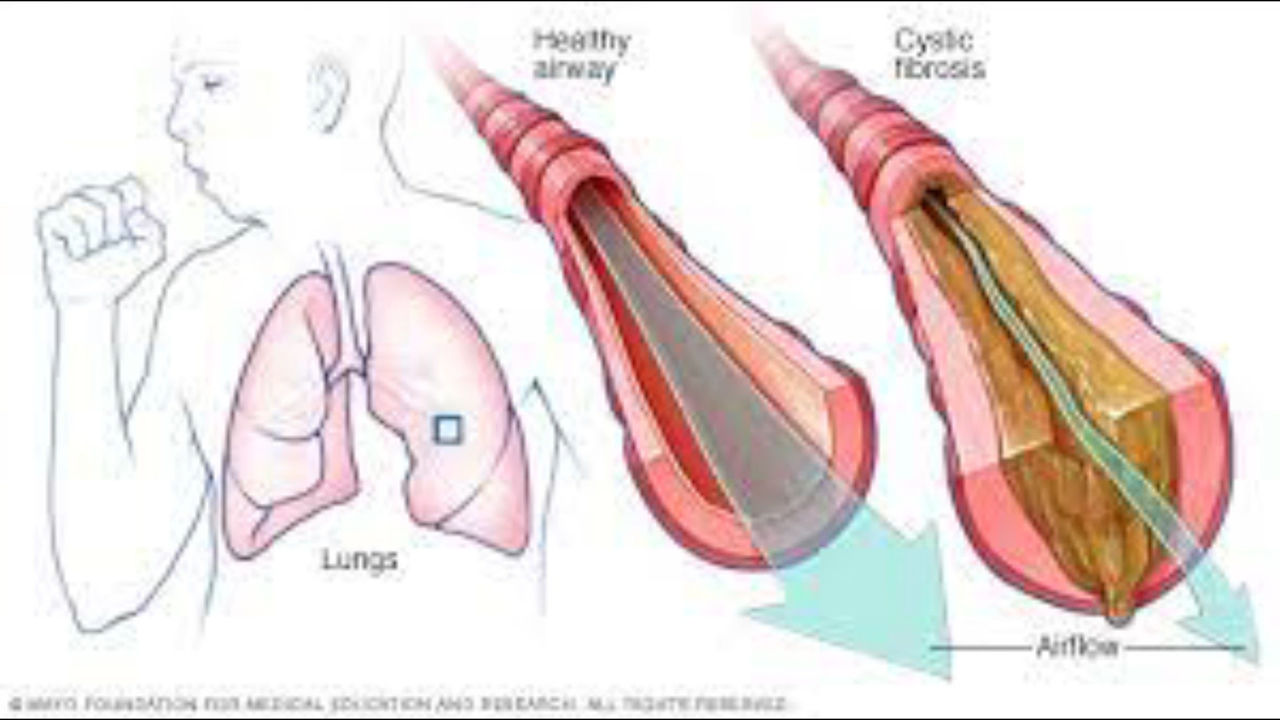 Healthy
airway
Cystic
fibrosis
Lungs
Airflow
© MAYO FOUNDATION FOR MEDICAL EDUCATION AND RESEARCH. ALL RIGHTS RESERVED.